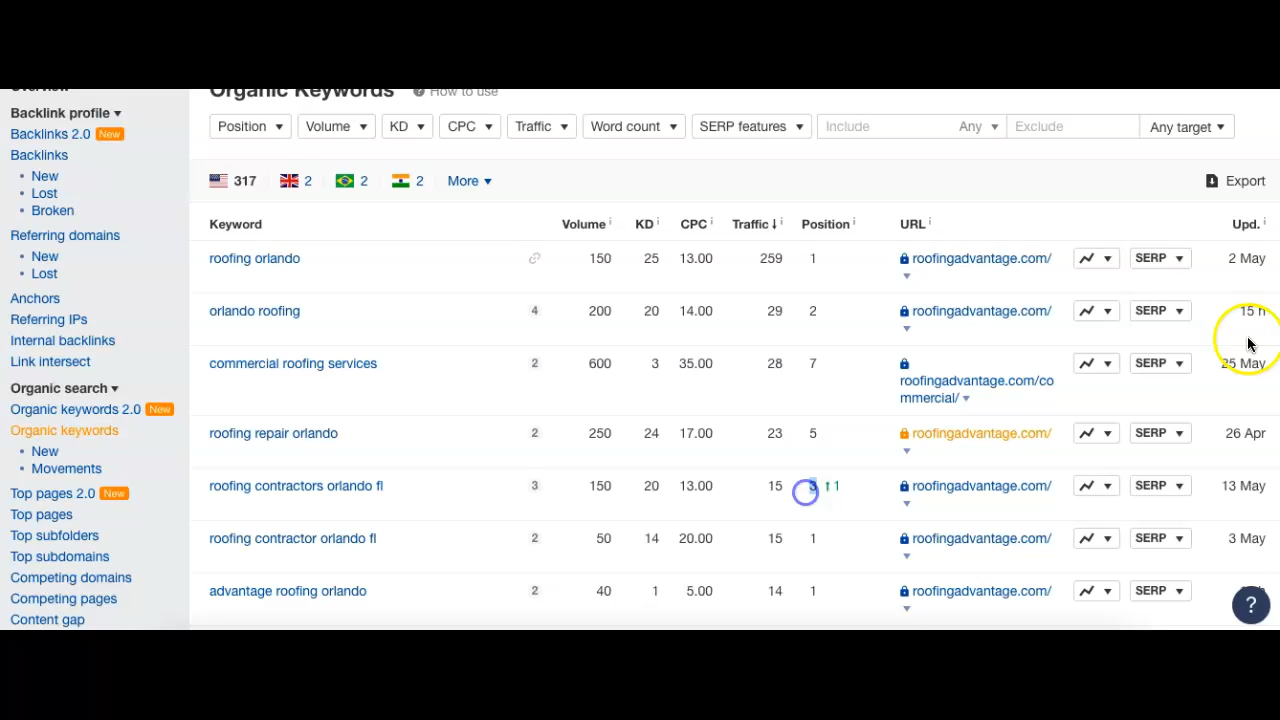 Overview
Organic Keywords ? How to use
Backlink profile
Backlinks 2.0 New
Backlinks
New
Lost
Broken
Referring domains
New
Lost
Anchors
Referring IPs
Internal backlinks
Link intersect
Organic search
Organic keywords 2.0 New
Organic keywords
New
Movements
Top pages 2.0 New
Top pages
Top subfolders
Top subdomains
Competing domains
Competing pages
Content gap
Position Volume KD CPC Traffic Word count SERP features Include Any Exclude Any target
317 2 2 2 More Export
Keyword Volume i KD i CPC i Traffic ↓ i Position i URL i Upd. i
roofing orlando 150 25 13.00 259 1 roofingadvantage.com/ SERP 2 May
orlando roofing 4 200 20 14.00 29 2 roofingadvantage.com/ SERP 15 h
commercial roofing services 2 600 3 35.00 28 7 SERP 25 May
roofingadvantage.com/co
mmercial/
roofing repair orlando 2 250 24 17.00 23 5 roofingadvantage.com/ SERP 26 Apr
roofing contractors orlando fl 3 150 20 13.00 15 3 ↑1 roofingadvantage.com/ SERP 13 May
roofing contractor orlando fl 2 50 14 20.00 15 1 roofingadvantage.com/ SERP 3 May
advantage roofing orlando 2 40 1 5.00 14 1 roofingadvantage.com/ SERP
?